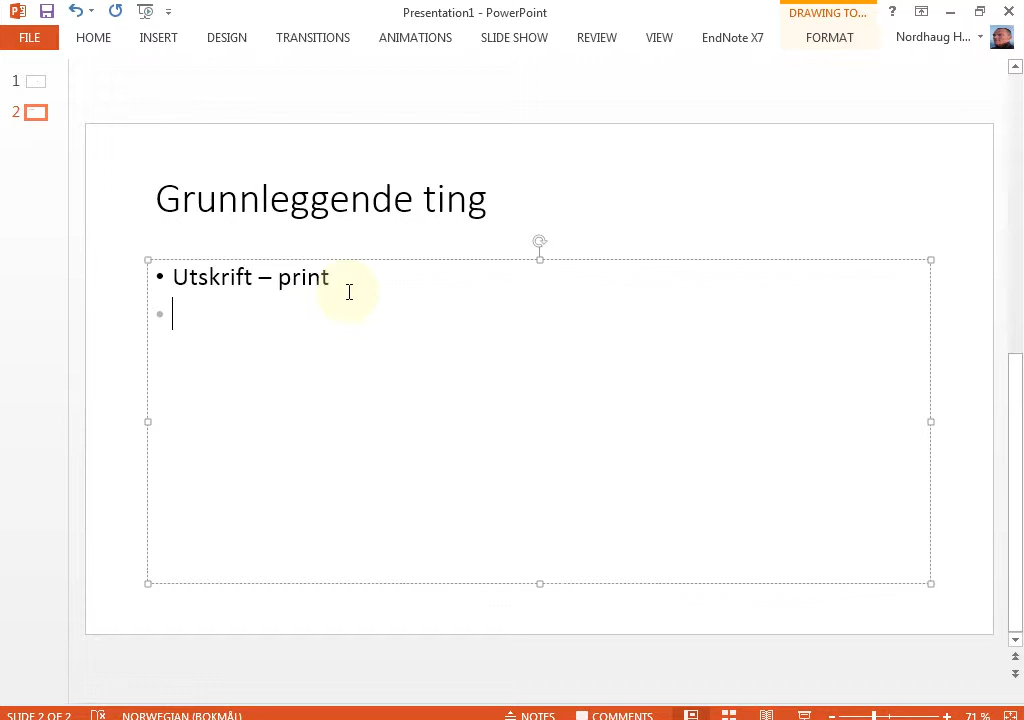 Presentation1 - PowerPoint
DRAWING TO...
?
FILE HOME INSERT DESIGN TRANSITIONS ANIMATIONS SLIDE SHOW REVIEW VIEW EndNote X7 FORMAT Nordhaug H...
1
2
Grunnleggende ting
• Utskrift – print
SLIDE 2 OF 2 NORWEGIAN (BOKMÅL) NOTES COMMENTS 71 %